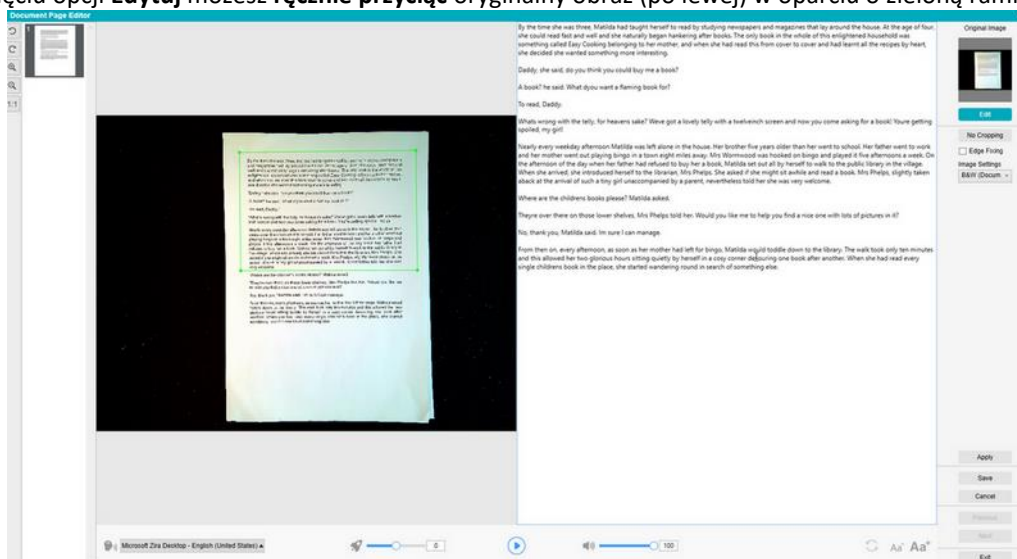 ęcia opcji Edytuj możesz ręcznie przyciąć oryginalny obraz (po lewej) w oparciu o zieloną ram
Document Page Editor
1
1:1
By the time she was three, Matilda had taught herself to read by studying newspapers and magazines that lay around the house. At the age of four,
she could read fast and well and she naturally began hankering after books. The only book in the whole of this enlightened household was
something called Easy Cooking belonging to her mother, and when she had read this from cover to cover and had learnt all the recipes by heart,
she decided she wanted something more interesting.
Daddy, she said, do you think you could buy me a book?
A book? he said. What dyou want a flaming book for?
To read, Daddy.
Whats wrong with the telly, for heavens sake? Weve got a lovely telly with a twelveinch screen and now you come asking for a book! Youre getting
spoiled, my girl!
Nearly every weekday afternoon Matilda was left alone in the house. Her brother five years older than her went to school. Her father went to work
and her mother went out playing bingo in a town eight miles away. Mrs Wormwood was hooked on bingo and played it five afternoons a week. On
the afternoon of the day when her father had refused to buy her a book, Matilda set out all by herself to walk to the public library in the village.
When she arrived, she introduced herself to the librarian, Mrs Phelps. She asked if she might sit awhile and read a book. Mrs Phelps, slightly taken
aback at the arrival of such a tiny girl unaccompanied by a parent, nevertheless told her she was very welcome.
Where are the childrens books please? Matilda asked.
Theyre over there on those lower shelves, Mrs Phelps told her. Would you like me to help you find a nice one with lots of pictures in it?
No, thank you, Matilda said. Im sure I can manage.
From then on, every afternoon, as soon as her mother had left for bingo, Matilda would toddle down to the library. The walk took only ten minutes
and this allowed her two glorious hours sitting quietly by herself in a cosy corner devouring one book after another. When she had read every
single childrens book in the place, she started wandering round in search of something else.
Original Image
Edit
No Cropping
Edge Fixing
Image Settings
B&W (Docum
Apply
Save
Cancel
Previous
Next
Exit
Microsoft Zira Desktop - English (United States)
0
100
Aa-
Aa+